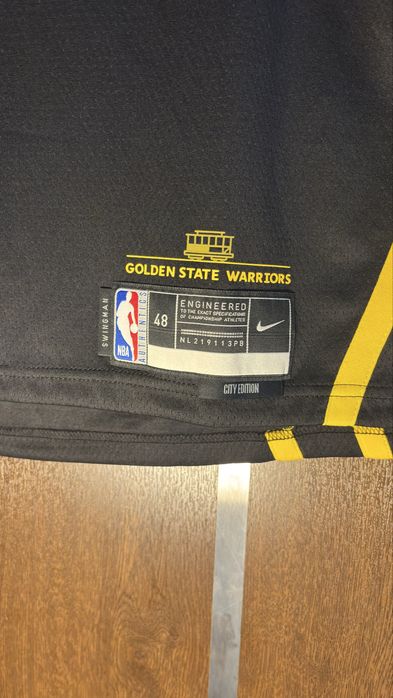 GOLDEN STATE WARRIORS
SWINGMAN
NBA
AUTHENTICS
48
ENGINEERED
TO THE EXACT SPECIFICATIONS
OF CHAMPIONSHIP ATHLETES
NL219113PB
CITY EDITION